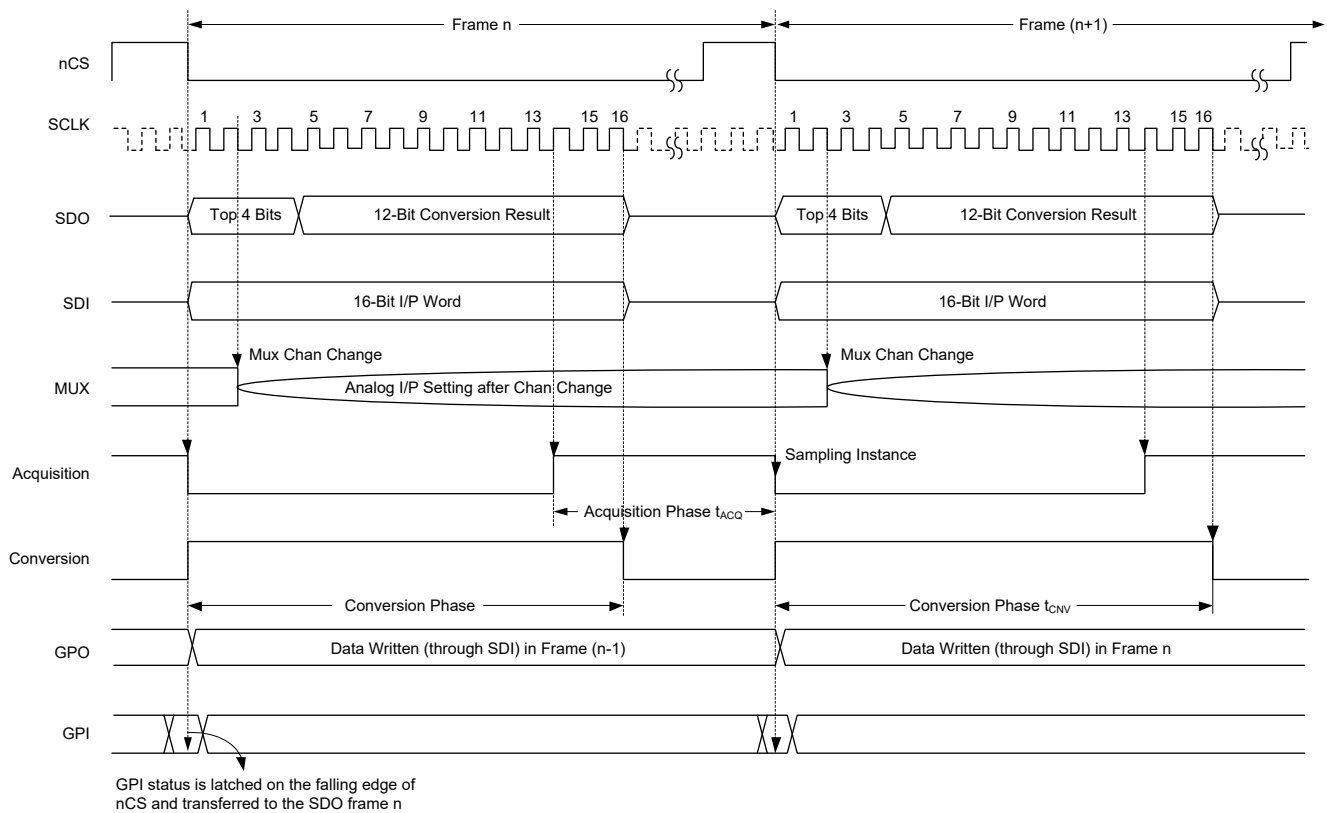 Frame n
Frame (n+1)
nCS
SCLK
1 3 5 7 9 11 13 15 16
1 3 5 7 9 11 13 15 16
SDO
Top 4 Bits
12-Bit Conversion Result
Top 4 Bits
12-Bit Conversion Result
SDI
16-Bit I/P Word
16-Bit I/P Word
Mux Chan Change
Mux Chan Change
MUX
Analog I/P Setting after Chan Change
Acquisition
Sampling Instance
Acquisition Phase tACQ
Conversion
Conversion Phase
Conversion Phase tCNV
GPO
Data Written (through SDI) in Frame (n-1)
Data Written (through SDI) in Frame n
GPI
GPI status is latched on the falling edge of
nCS and transferred to the SDO frame n